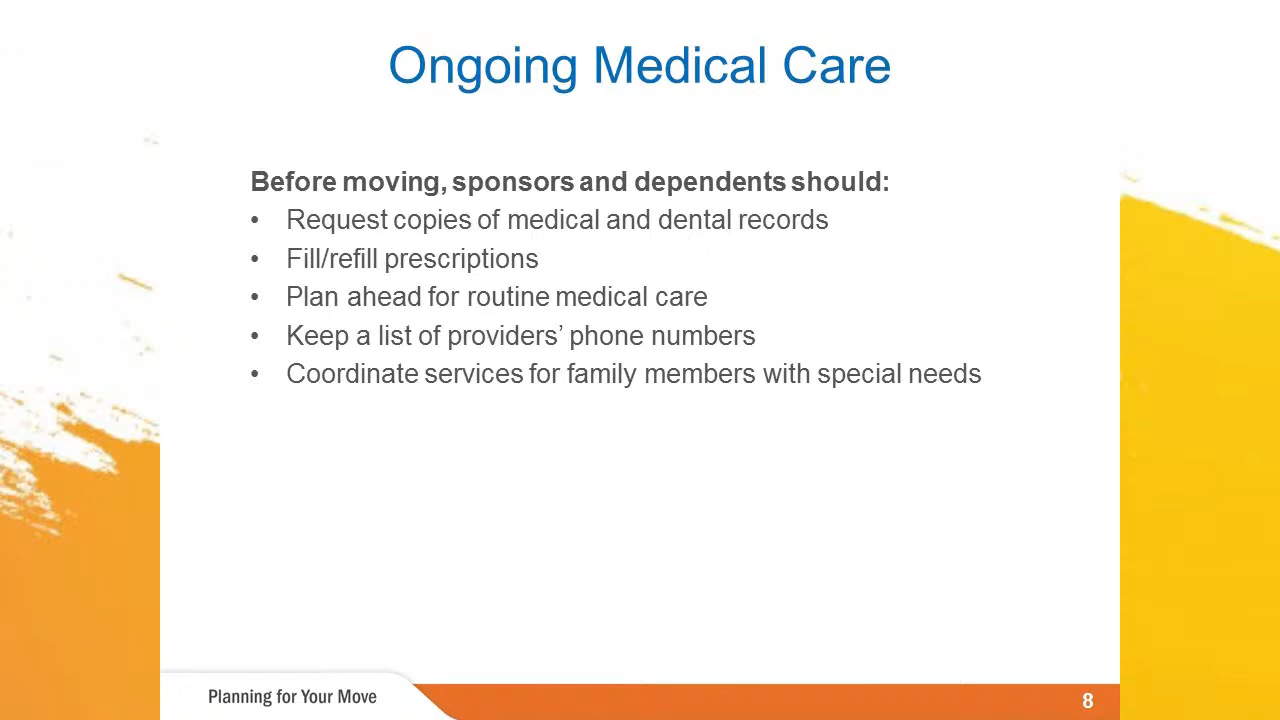 Ongoing Medical Care
Before moving, sponsors and dependents should:
• Request copies of medical and dental records
• Fill/refill prescriptions
• Plan ahead for routine medical care
• Keep a list of providers’ phone numbers
• Coordinate services for family members with special needs
Planning for Your Move
8